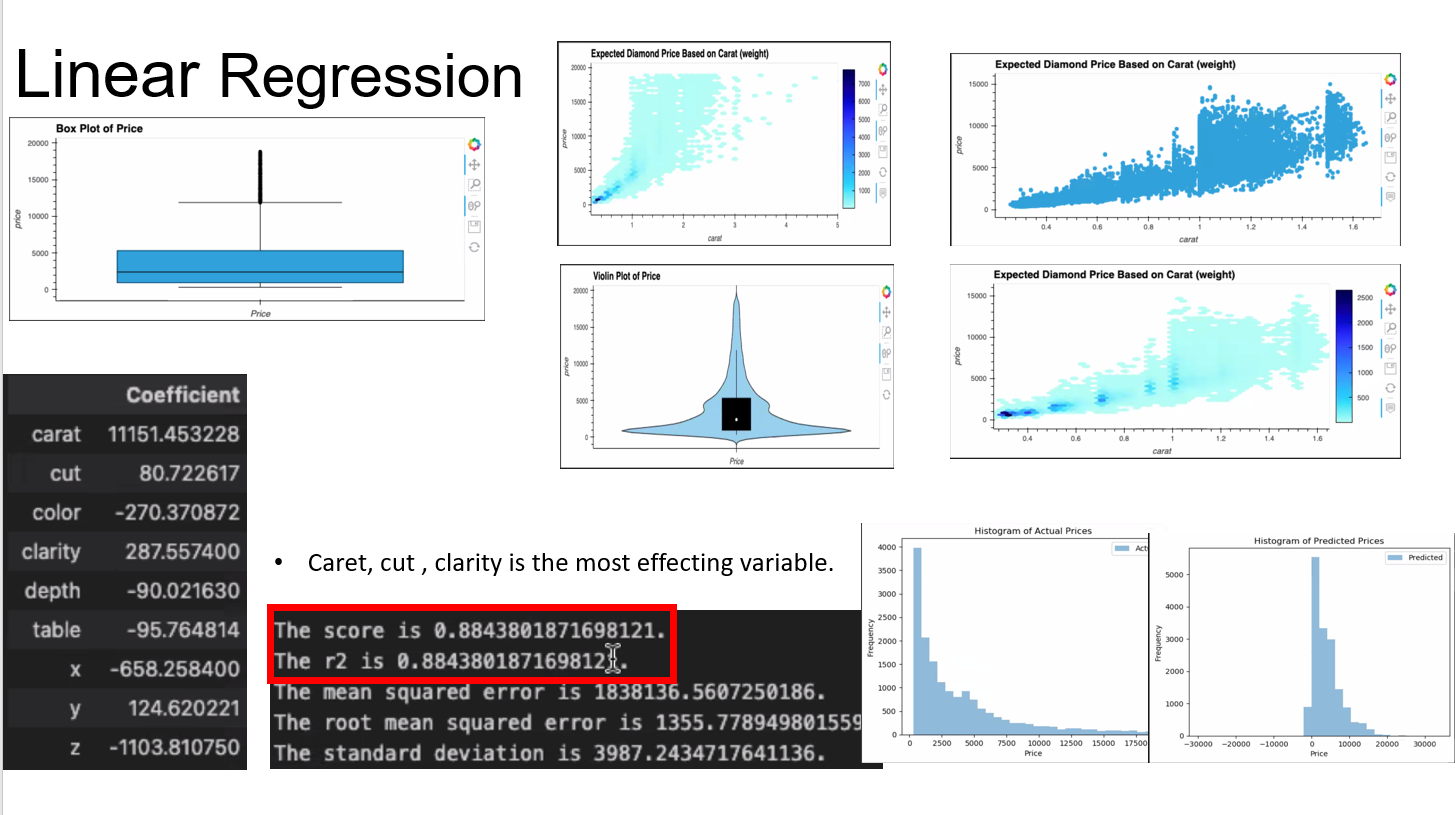 Linear Regression
Box Plot of Price
20000
15000
10000
5000
0
price
Price
Expected Diamond Price Based on Carat (weight)
20000
15000
10000
5000
0
price
1 2 3 4 5
carat
7000
6000
5000
4000
3000
2000
1000
Expected Diamond Price Based on Carat (weight)
15000
10000
5000
0
price
0.4 0.6 0.8 1.0 1.2 1.4 1.6
carat
Violin Plot of Price
20000
15000
10000
5000
0
price
Price
Expected Diamond Price Based on Carat (weight)
15000
10000
5000
0
price
0.4 0.6 0.8 1.0 1.2 1.4 1.6
carat
2500
2000
1500
1000
500
Coefficient
carat 11151.453228
cut 80.722617
color -270.370872
clarity 287.557400
depth -90.021630
table -95.764814
x -658.258400
y 124.620221
z -1103.810750
• Caret, cut , clarity is the most effecting variable.
The score is 0.8843801871698121.
The r2 is 0.8843801871698121.
The mean squared error is 1838136.5607250186.
The root mean squared error is 1355.778949801559
The standard deviation is 3987.2434717641136.
Histogram of Actual Prices
Act
4000
3500
3000
2500
2000
1500
1000
500
0
Frequency
0 2500 5000 7500 10000 12500 15000 1750
Price
Histogram of Predicted Prices
Predicted
5000
4000
3000
2000
1000
0
Frequency
−30000 −20000 −10000 0 10000 20000 30000
Price